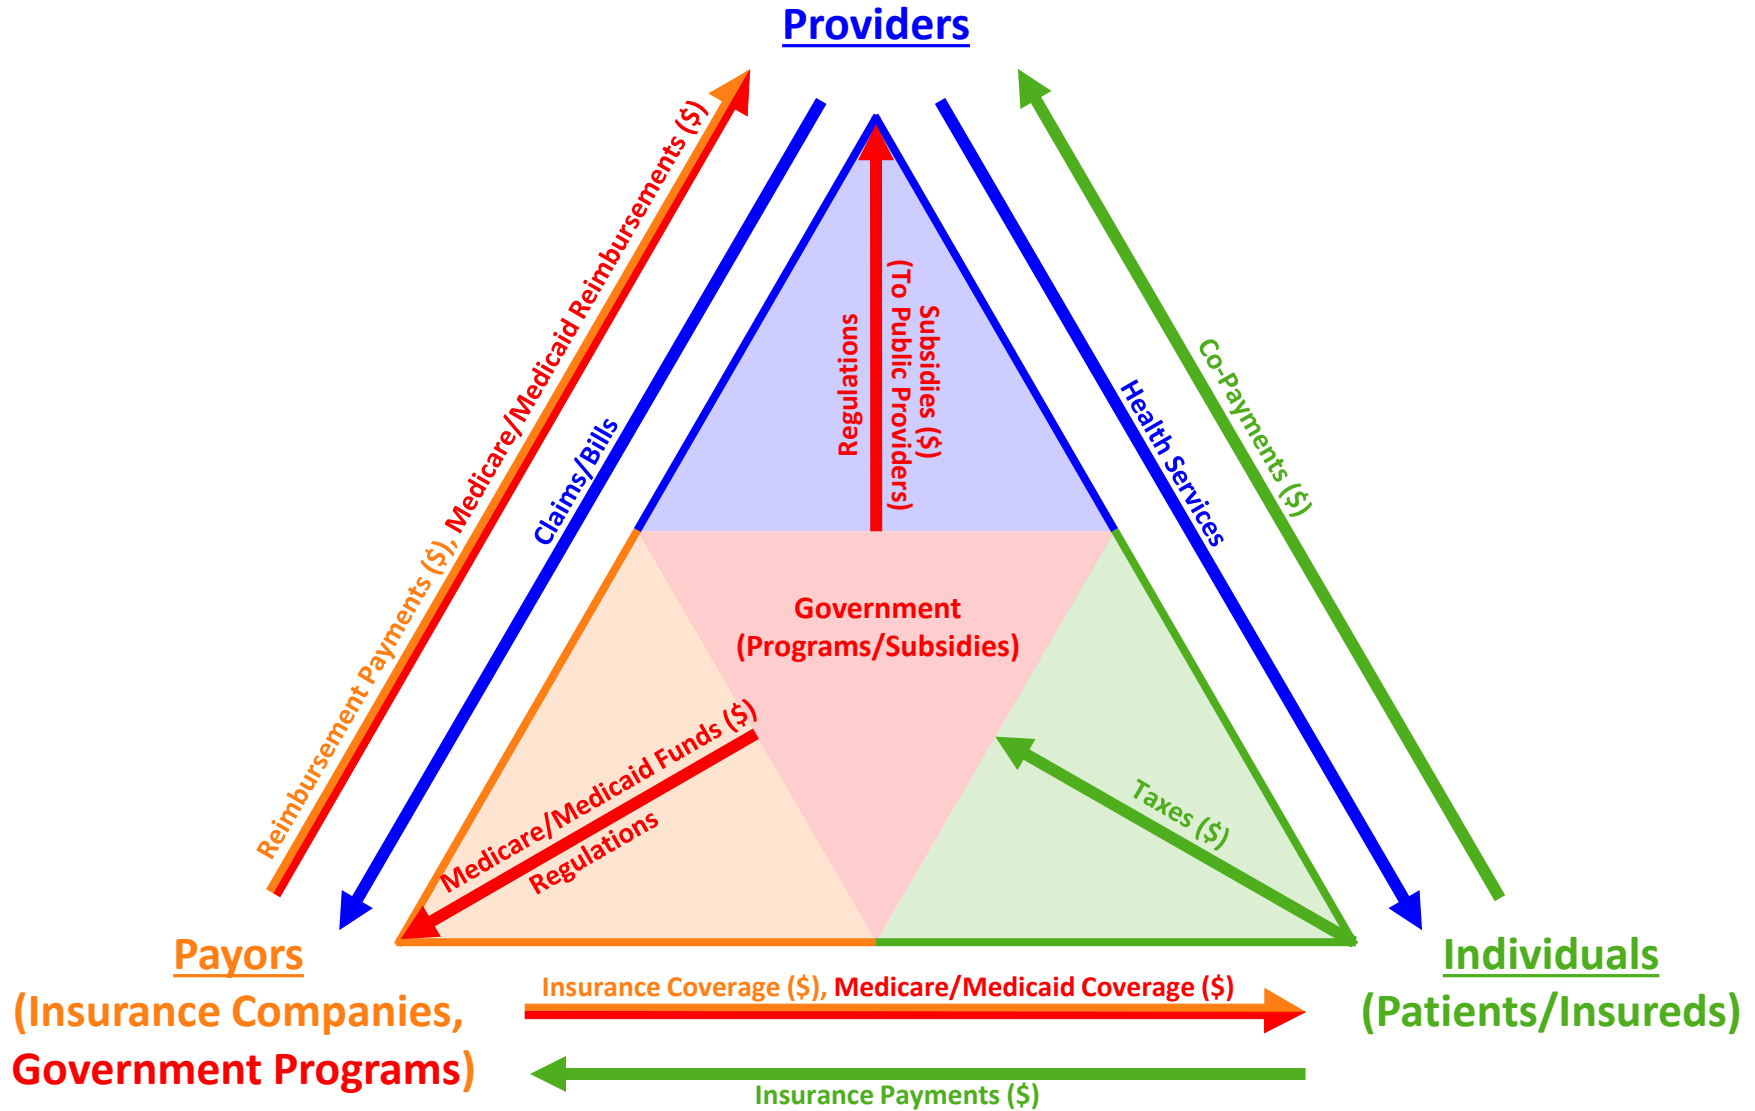 Providers
Reimbursement Payments ($), Medicare/Medicaid Reimbursements ($)
Claims/Bills
Regulations
Subsidies ($)
(To Public Providers)
Health Services
Co-Payments ($)
Government
(Programs/Subsidies)
Medicare/Medicaid Funds ($)
Regulations
Taxes ($)
Payors
(Insurance Companies,
Government Programs)
Insurance Coverage ($), Medicare/Medicaid Coverage ($)
Insurance Payments ($)
Individuals
(Patients/Insureds)